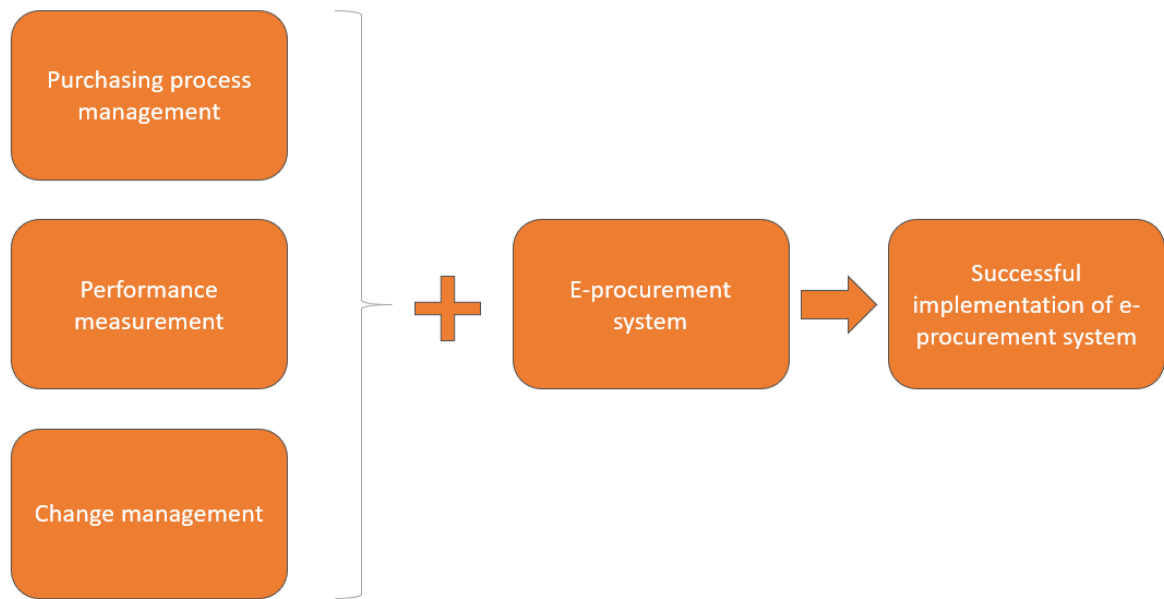 Purchasing process
management
Performance
measurement
Change management
E-procurement
system
Successful
implementation of e-
procurement system